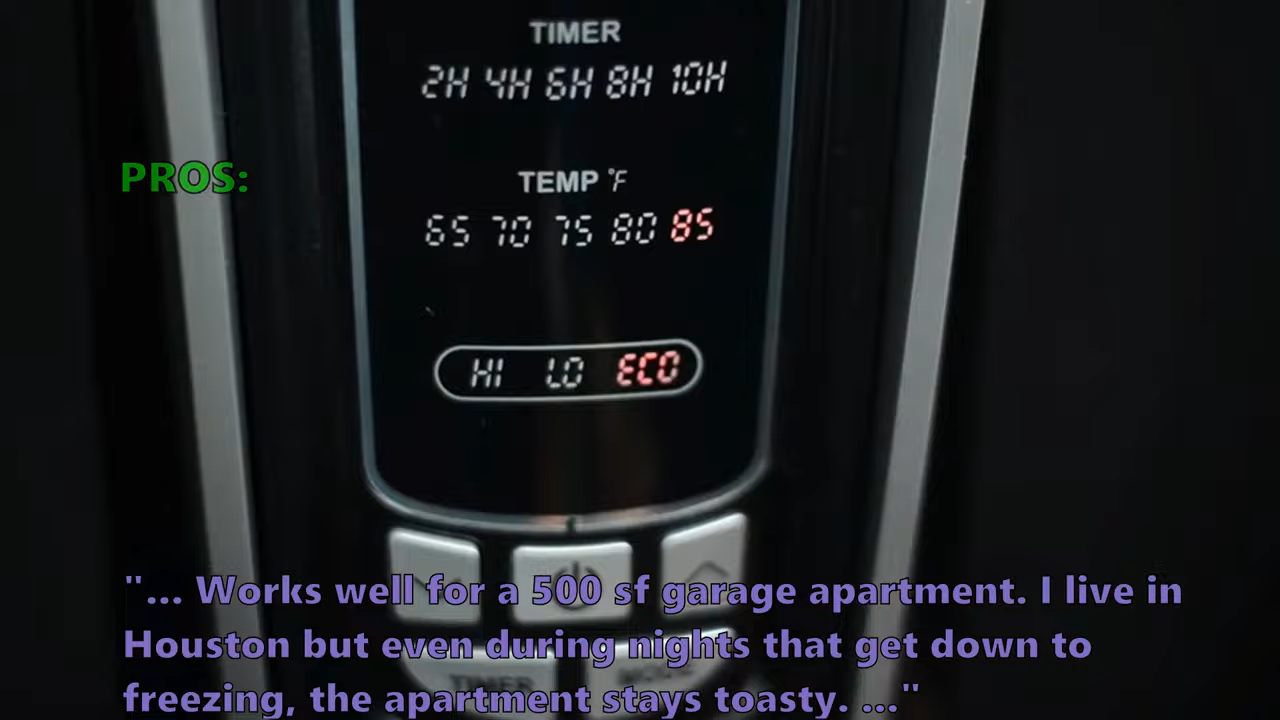 TIMER
2H 4H 6H 8H 10H
PROS:
TEMP °F
65 70 75 80 85
HI LO ECO
"... Works well for a 500 sf garage apartment. I live in
Houston but even during nights that get down to
freezing, the apartment stays toasty. ..."
TIMER MODE